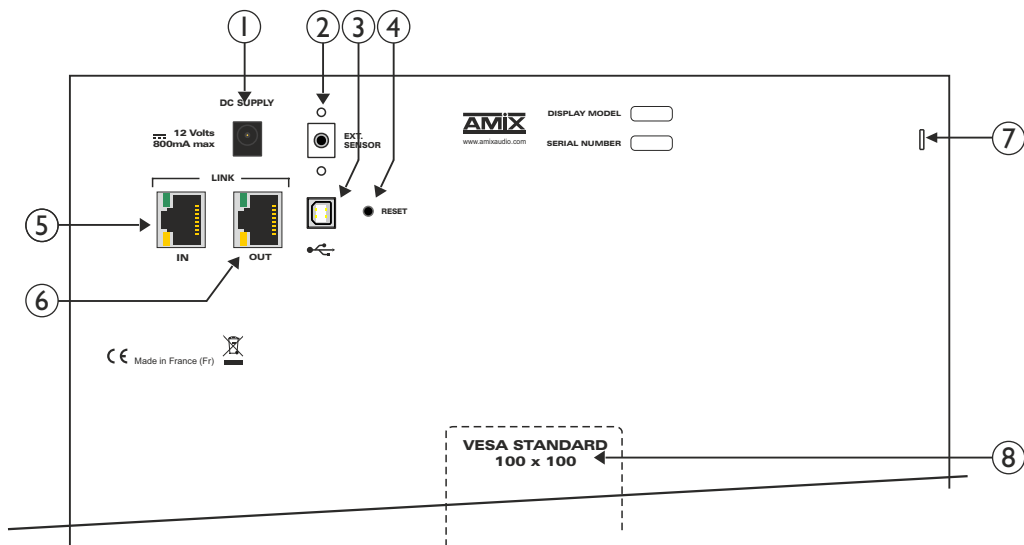 1
2
3
4
DC SUPPLY
12 Volts
800mA max
EXT.
SENSOR
AMIX
www.amixaudio.com
DISPLAY MODEL
SERIAL NUMBER
7
LINK
RESET
5
IN
OUT
6
CE Made in France (Fr)
VESA STANDARD
100 x 100
8